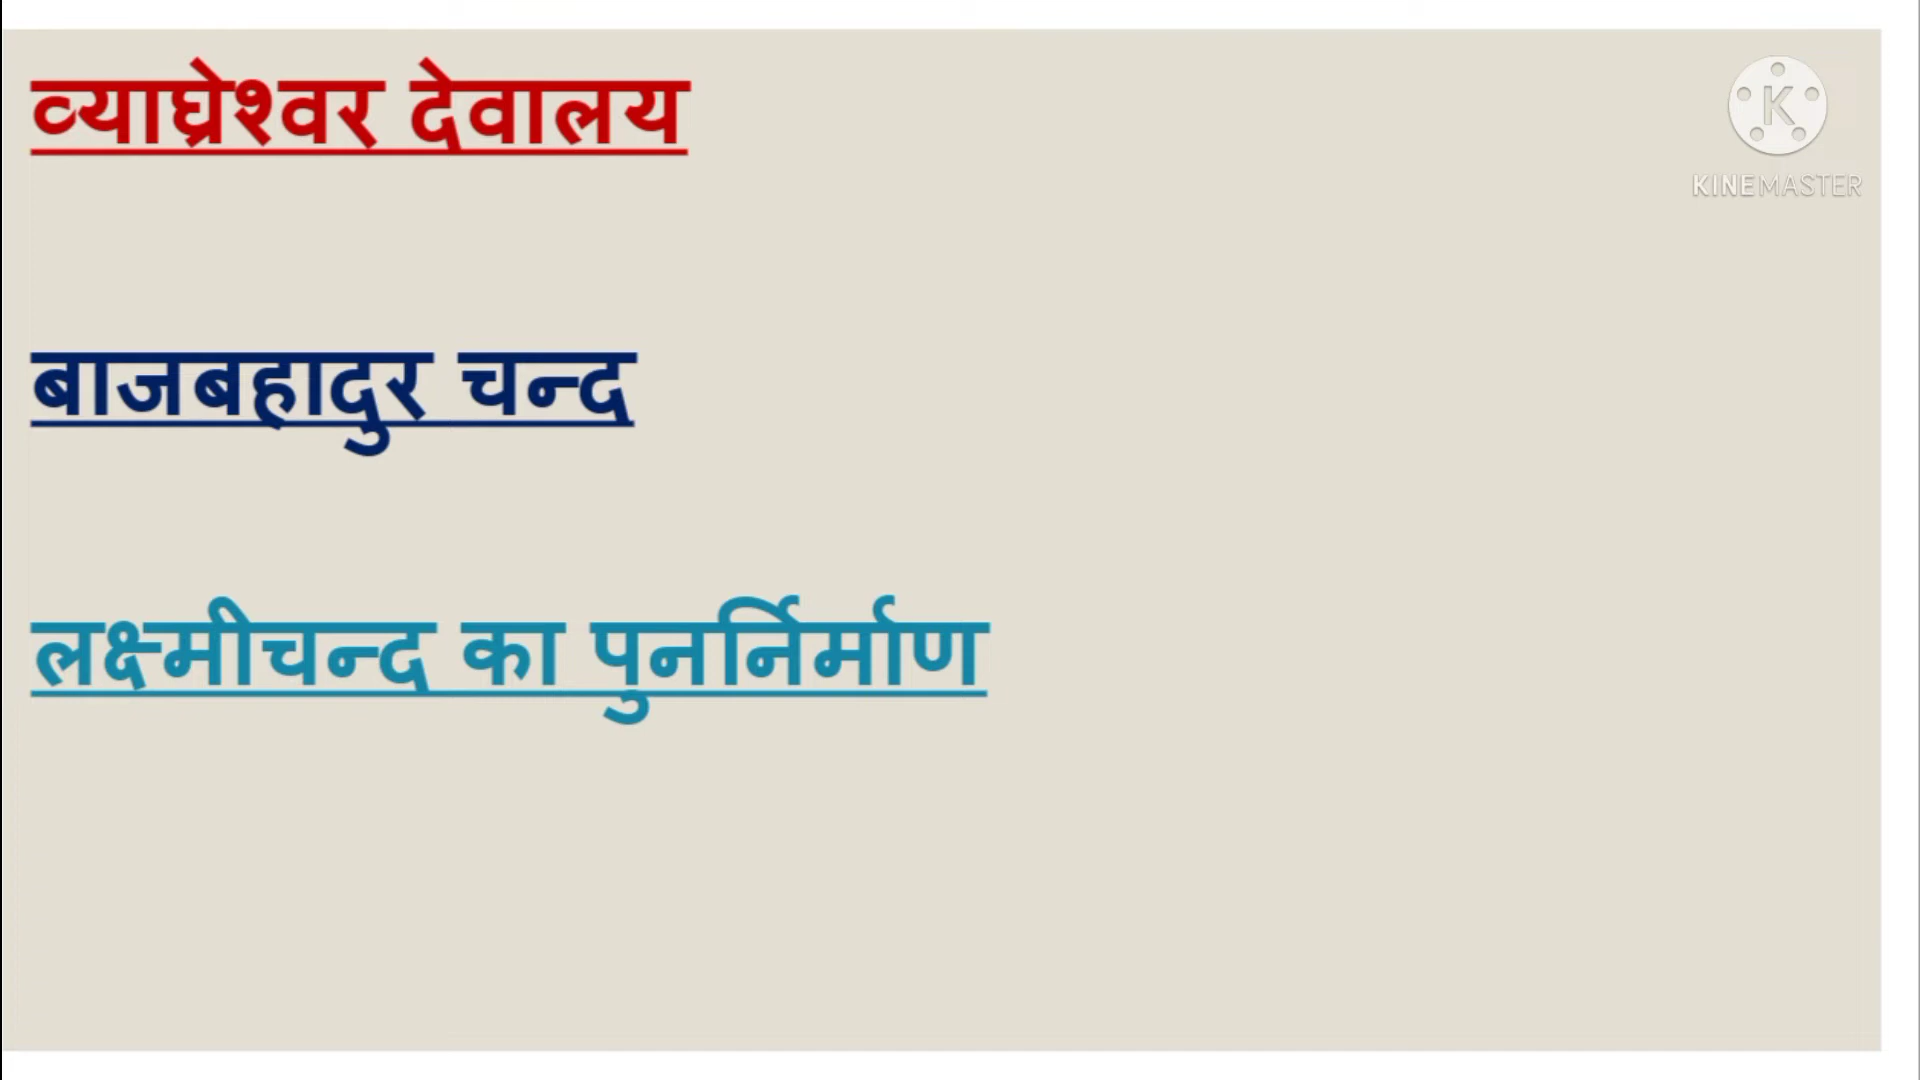 व्याघ्रेश्वर देवालय
K
KINEMASTER
बाजबहादुर चन्द
लक्ष्मीचन्द का पुनर्निर्माण